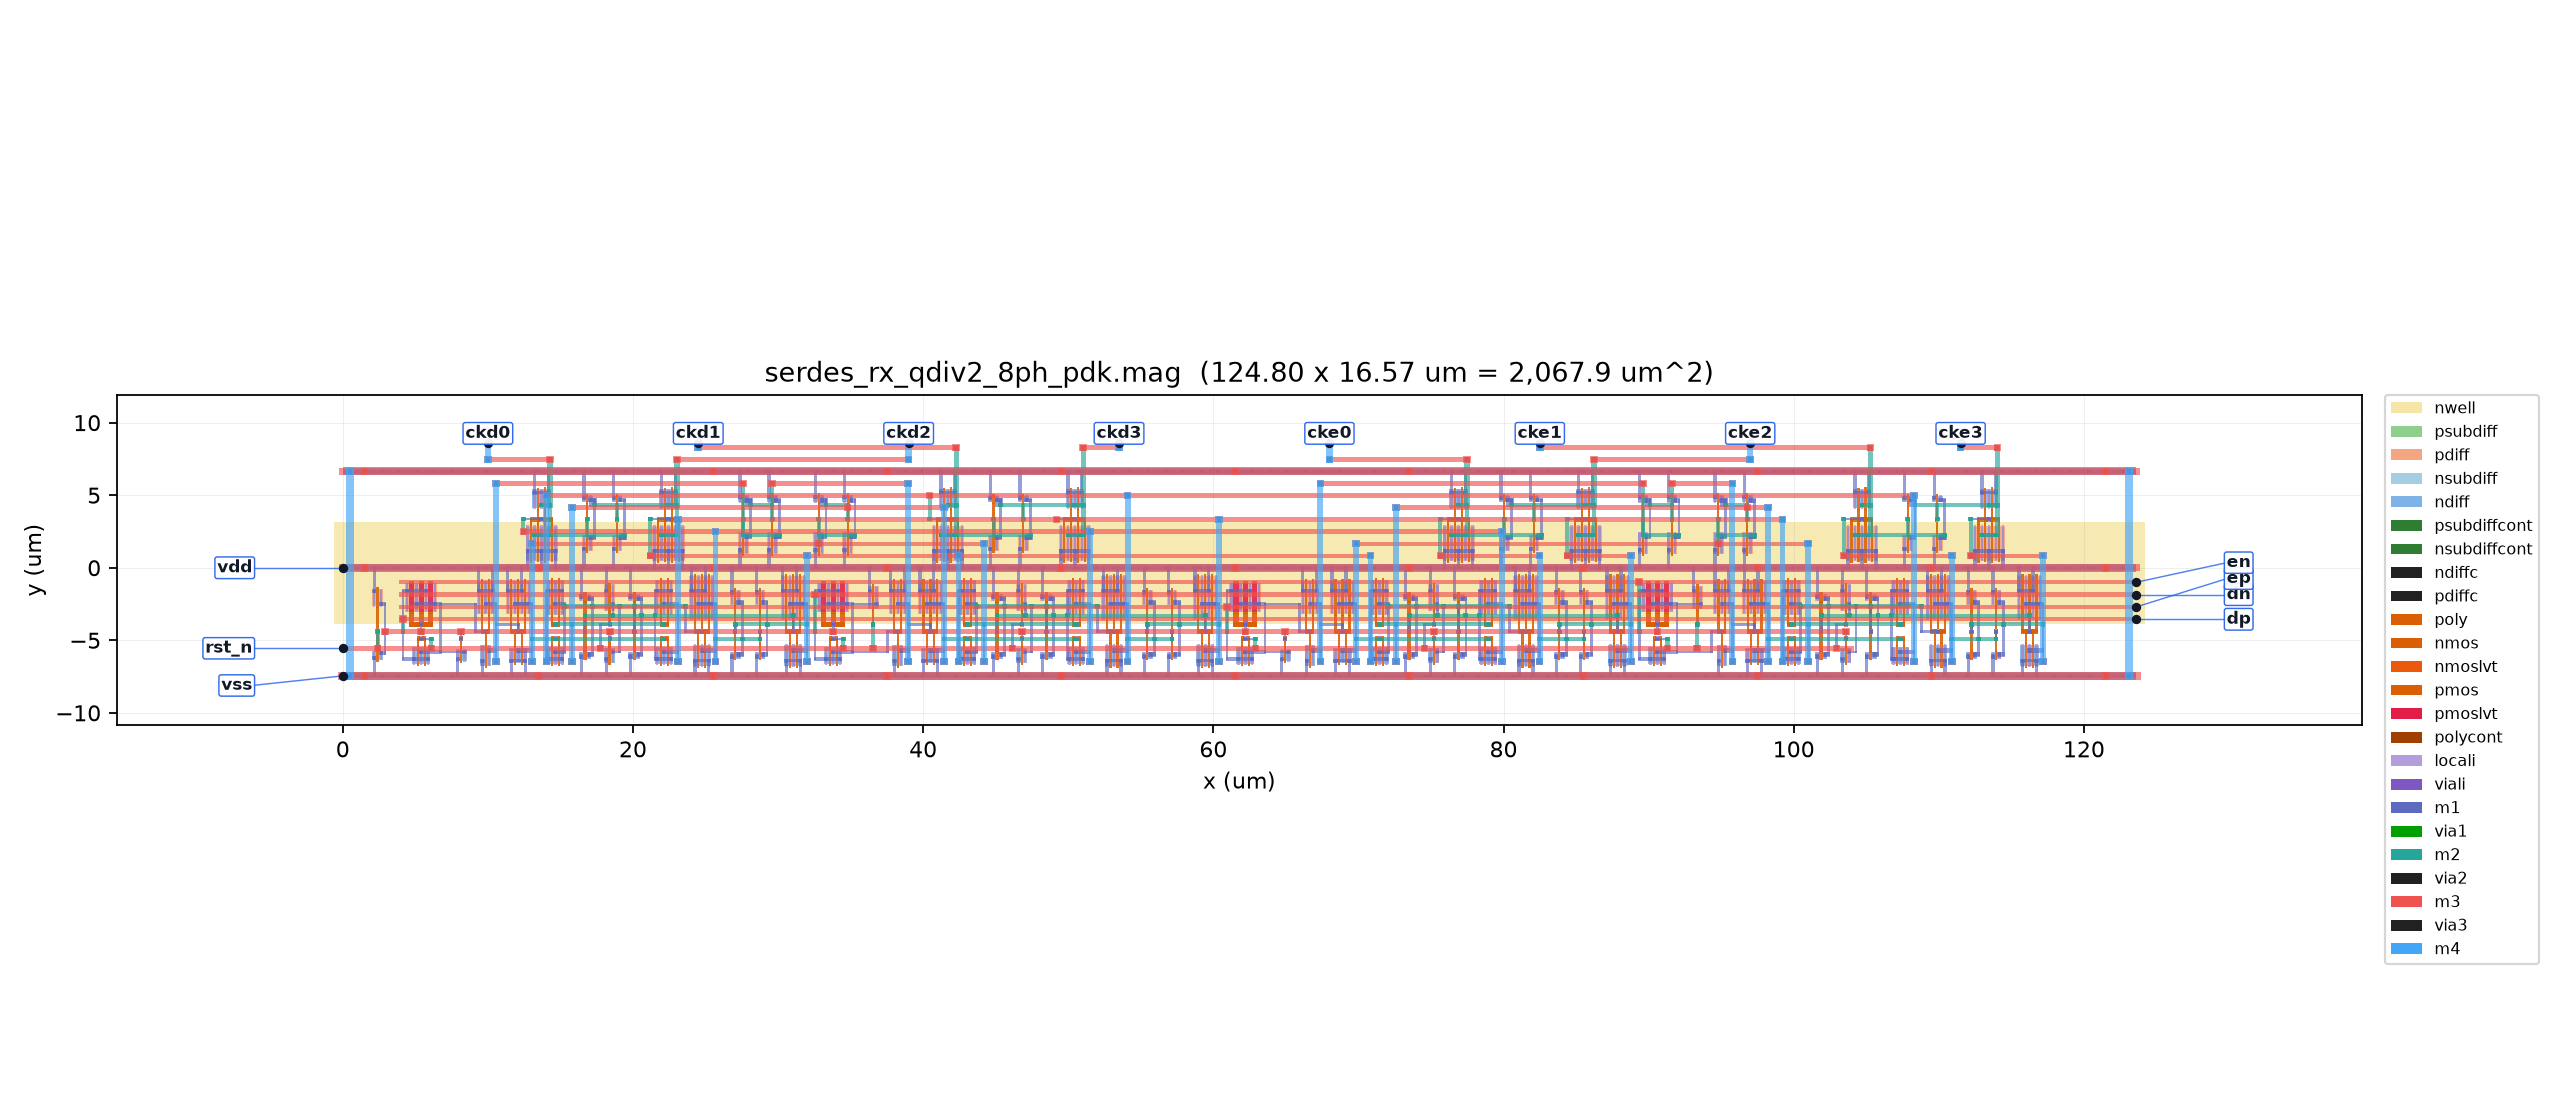 serdes_rx_qdiv2_8ph_pdk.mag  (124.80 x 16.57 um = 2,067.9 um^2)
10
5
0
−5
−10
y (um)
ckd0
ckd1
ckd2
ckd3
cke0
cke1
cke2
cke3
vdd
rst_n
vss
en
ep
dn
dp
0
20
40
60
80
100
120
x (um)
nwell
psubdiff
pdiff
nsubdiff
ndiff
psubdiffcont
nsubdiffcont
ndiffc
pdiffc
poly
nmos
nmoslvt
pmos
pmoslvt
polycont
locali
viali
m1
via1
m2
via2
m3
via3
m4